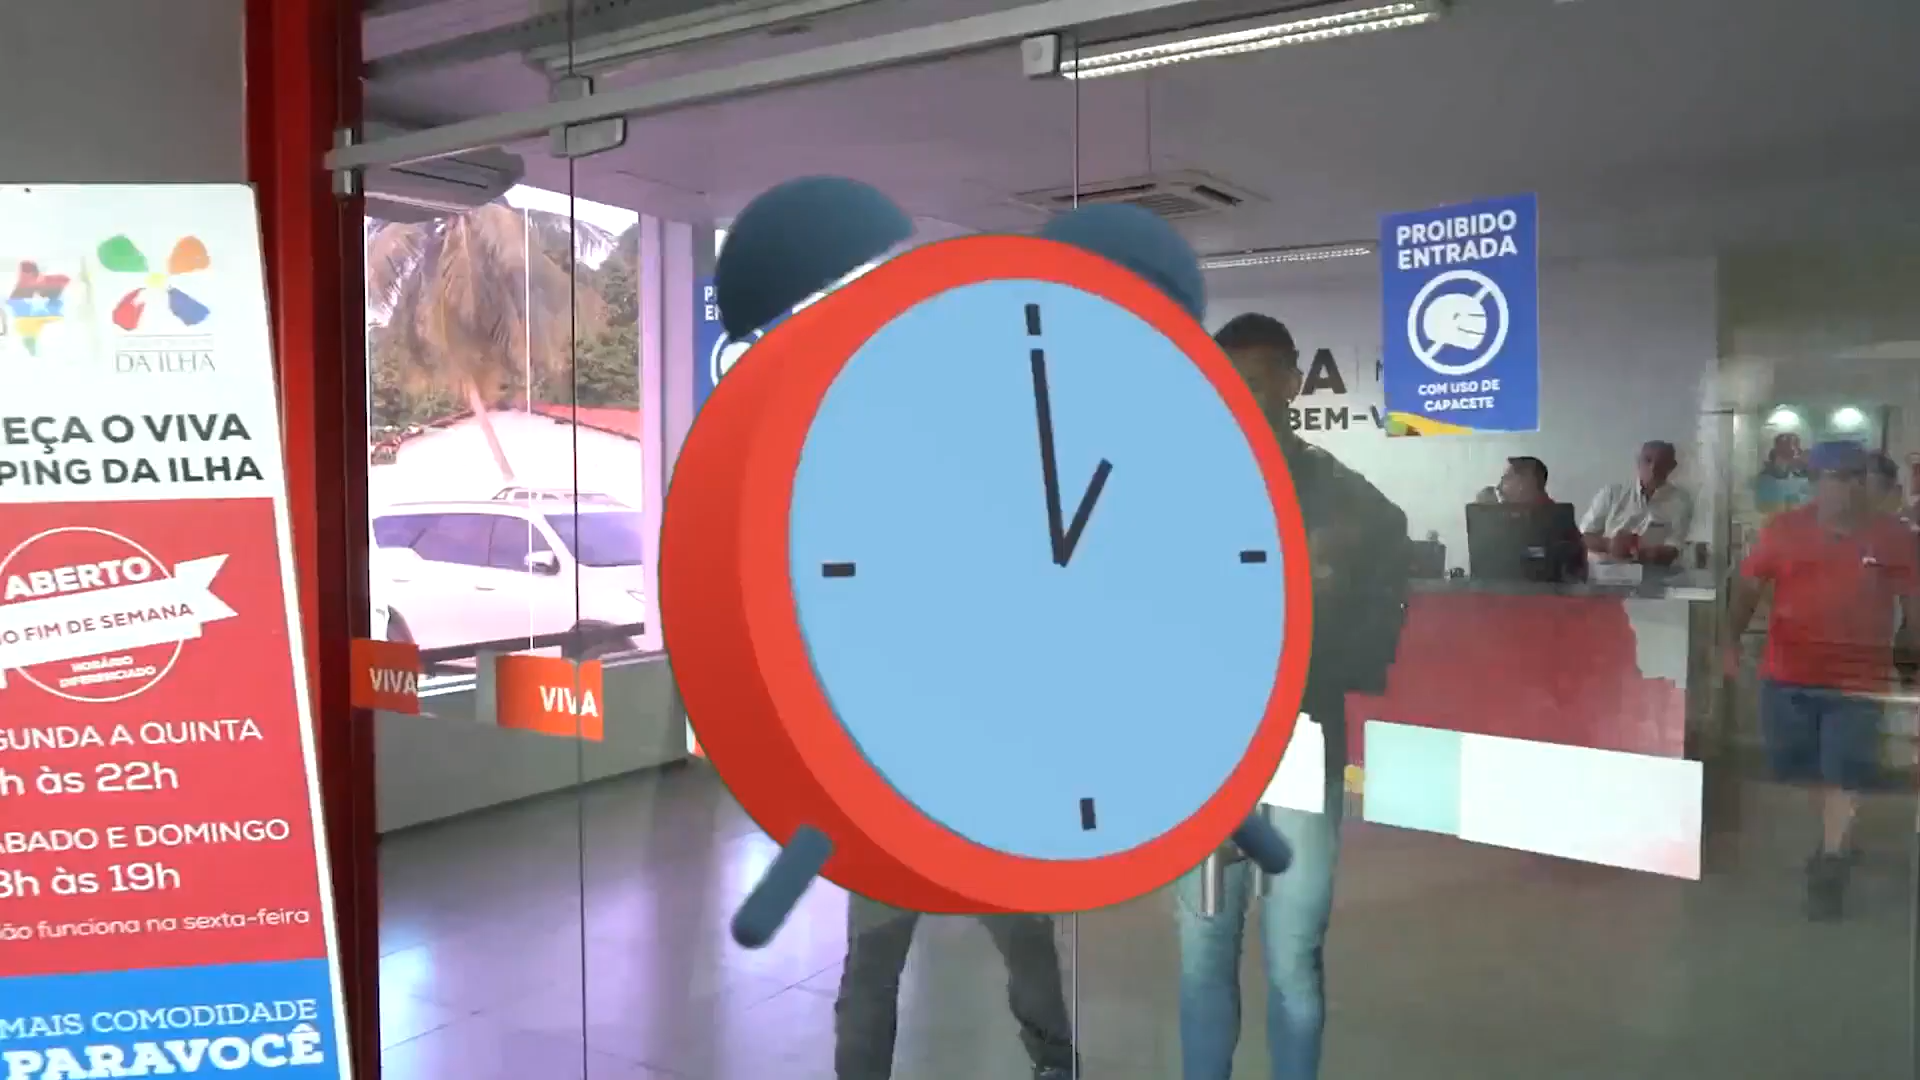 DA ILHA
EÇA O VIVA
PING DA ILHA
ABERTO
NO FIM DE SEMANA
HORÁRIO
DIFERENCIADO
GUNDA A QUINTA
h às 22h
ÁBADO E DOMINGO
8h às 19h
ão funciona na sexta-feira
MAIS COMODIDADE
PARAVOCÊ
VIVA
VIVA
PROIBIDO
ENTRADA
COM USO DE
CAPACETE
A
BEM-V